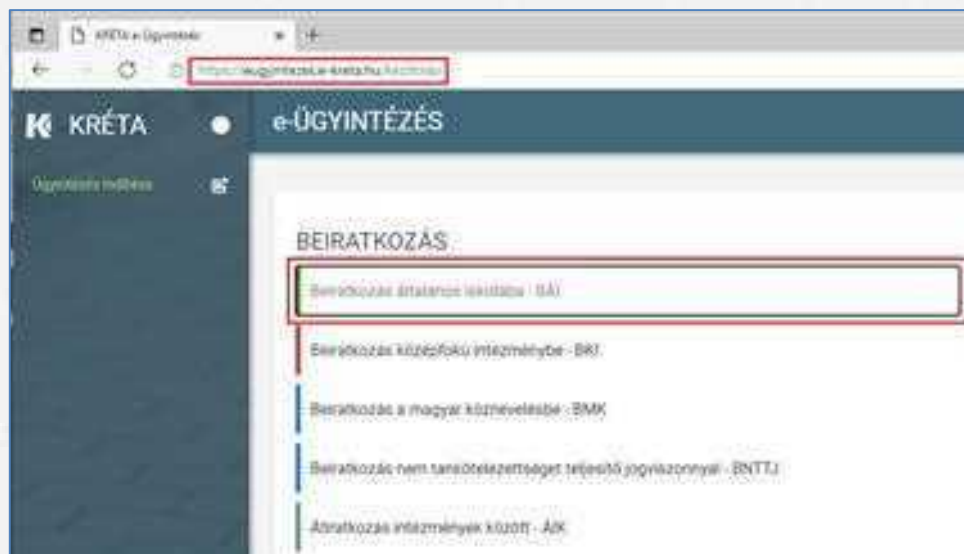 KRÉTA e-Ügyintézés
https://eugyintezes.e-kreta.hu/kezdolap
KRÉTA
e-ÜGYINTÉZÉS
Ügyintézés indítása
BEIRATKOZÁS
Beiratkozás általános iskolába - BÁI
Beiratkozás középfokú intézménybe - BKI
Beiratkozás a magyar köznevelésbe - BMK
Beiratkozás nem tankötelezettséget teljesítő jogviszonnyal - BNTTJ
Átiratkozás intézmények között - ÁIK